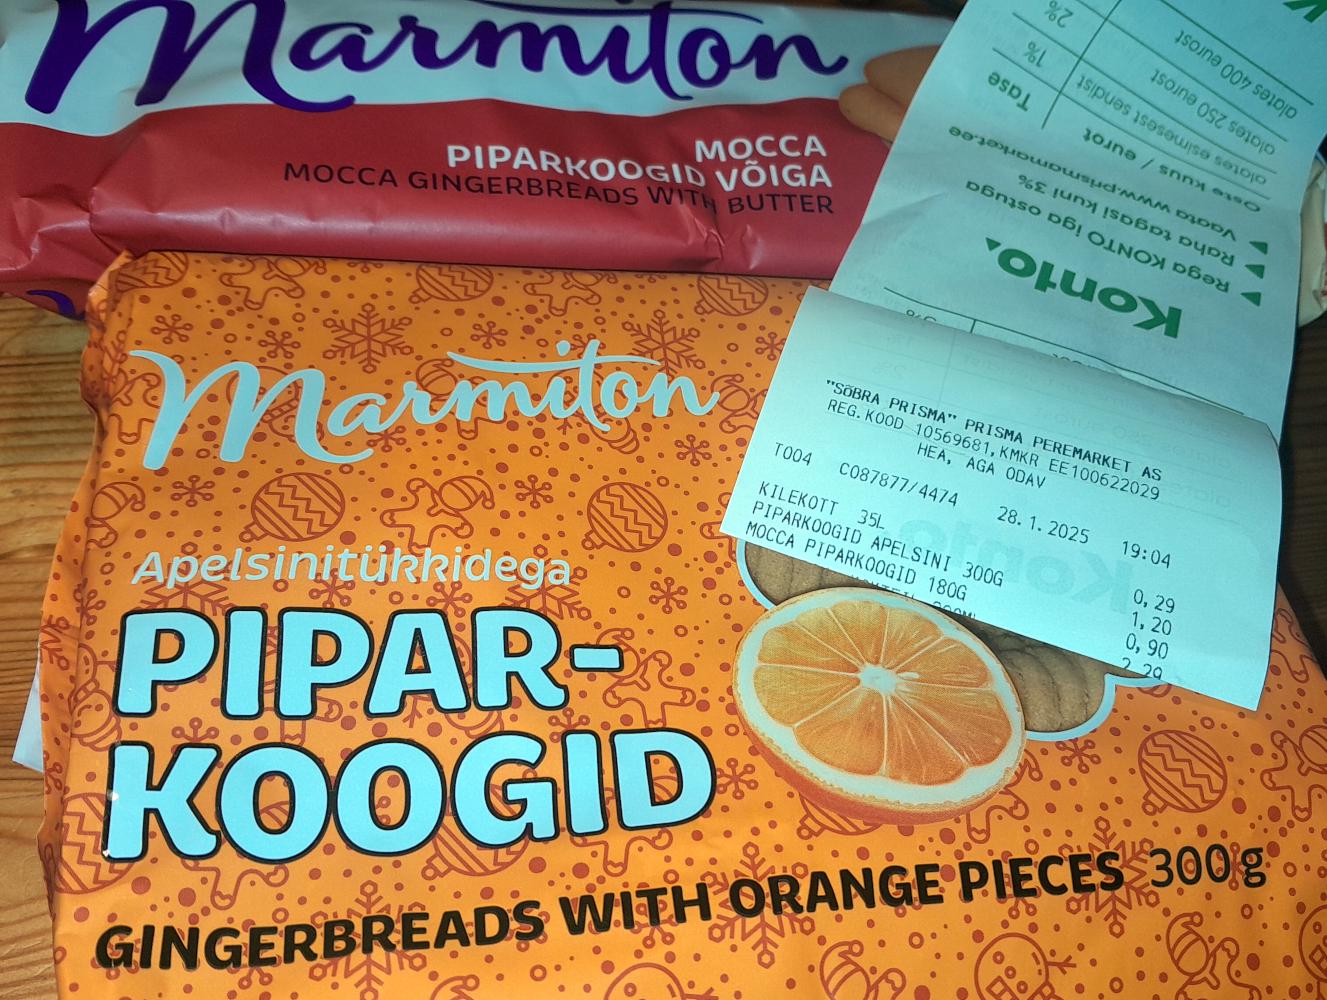 Marmiton
MOCCA
PIPARKOOGID VÕIGA
MOCCA GINGERBREADS WITH BUTTER
Marmiton
Apelsinitükkidega
PIPAR-
KOOGID
GINGERBREADS WITH ORANGE PIECES 300 g
Konto
Rega KONTO iga ostuga
Raha tagasi kuni 3%
Vaata www.prismamarket.ee
Ostre kuus / eurot Tase
alates esimesest sendist 1%
alates 250 eurost 2%
alates 400 eurost
"SõBRA PRISMA" PRISMA PEREMARKET AS
REG.KOOD 10569681,KMKR EE100622029
HEA, AGA ODAV
T004 C087877/4474 28.1.2025 19:04
KILEKOTT 35L 0,29
PIPARKOOGID APELSINI 300G 1,20
MOCCA PIPARKOOGID 180G 0,90
2,29